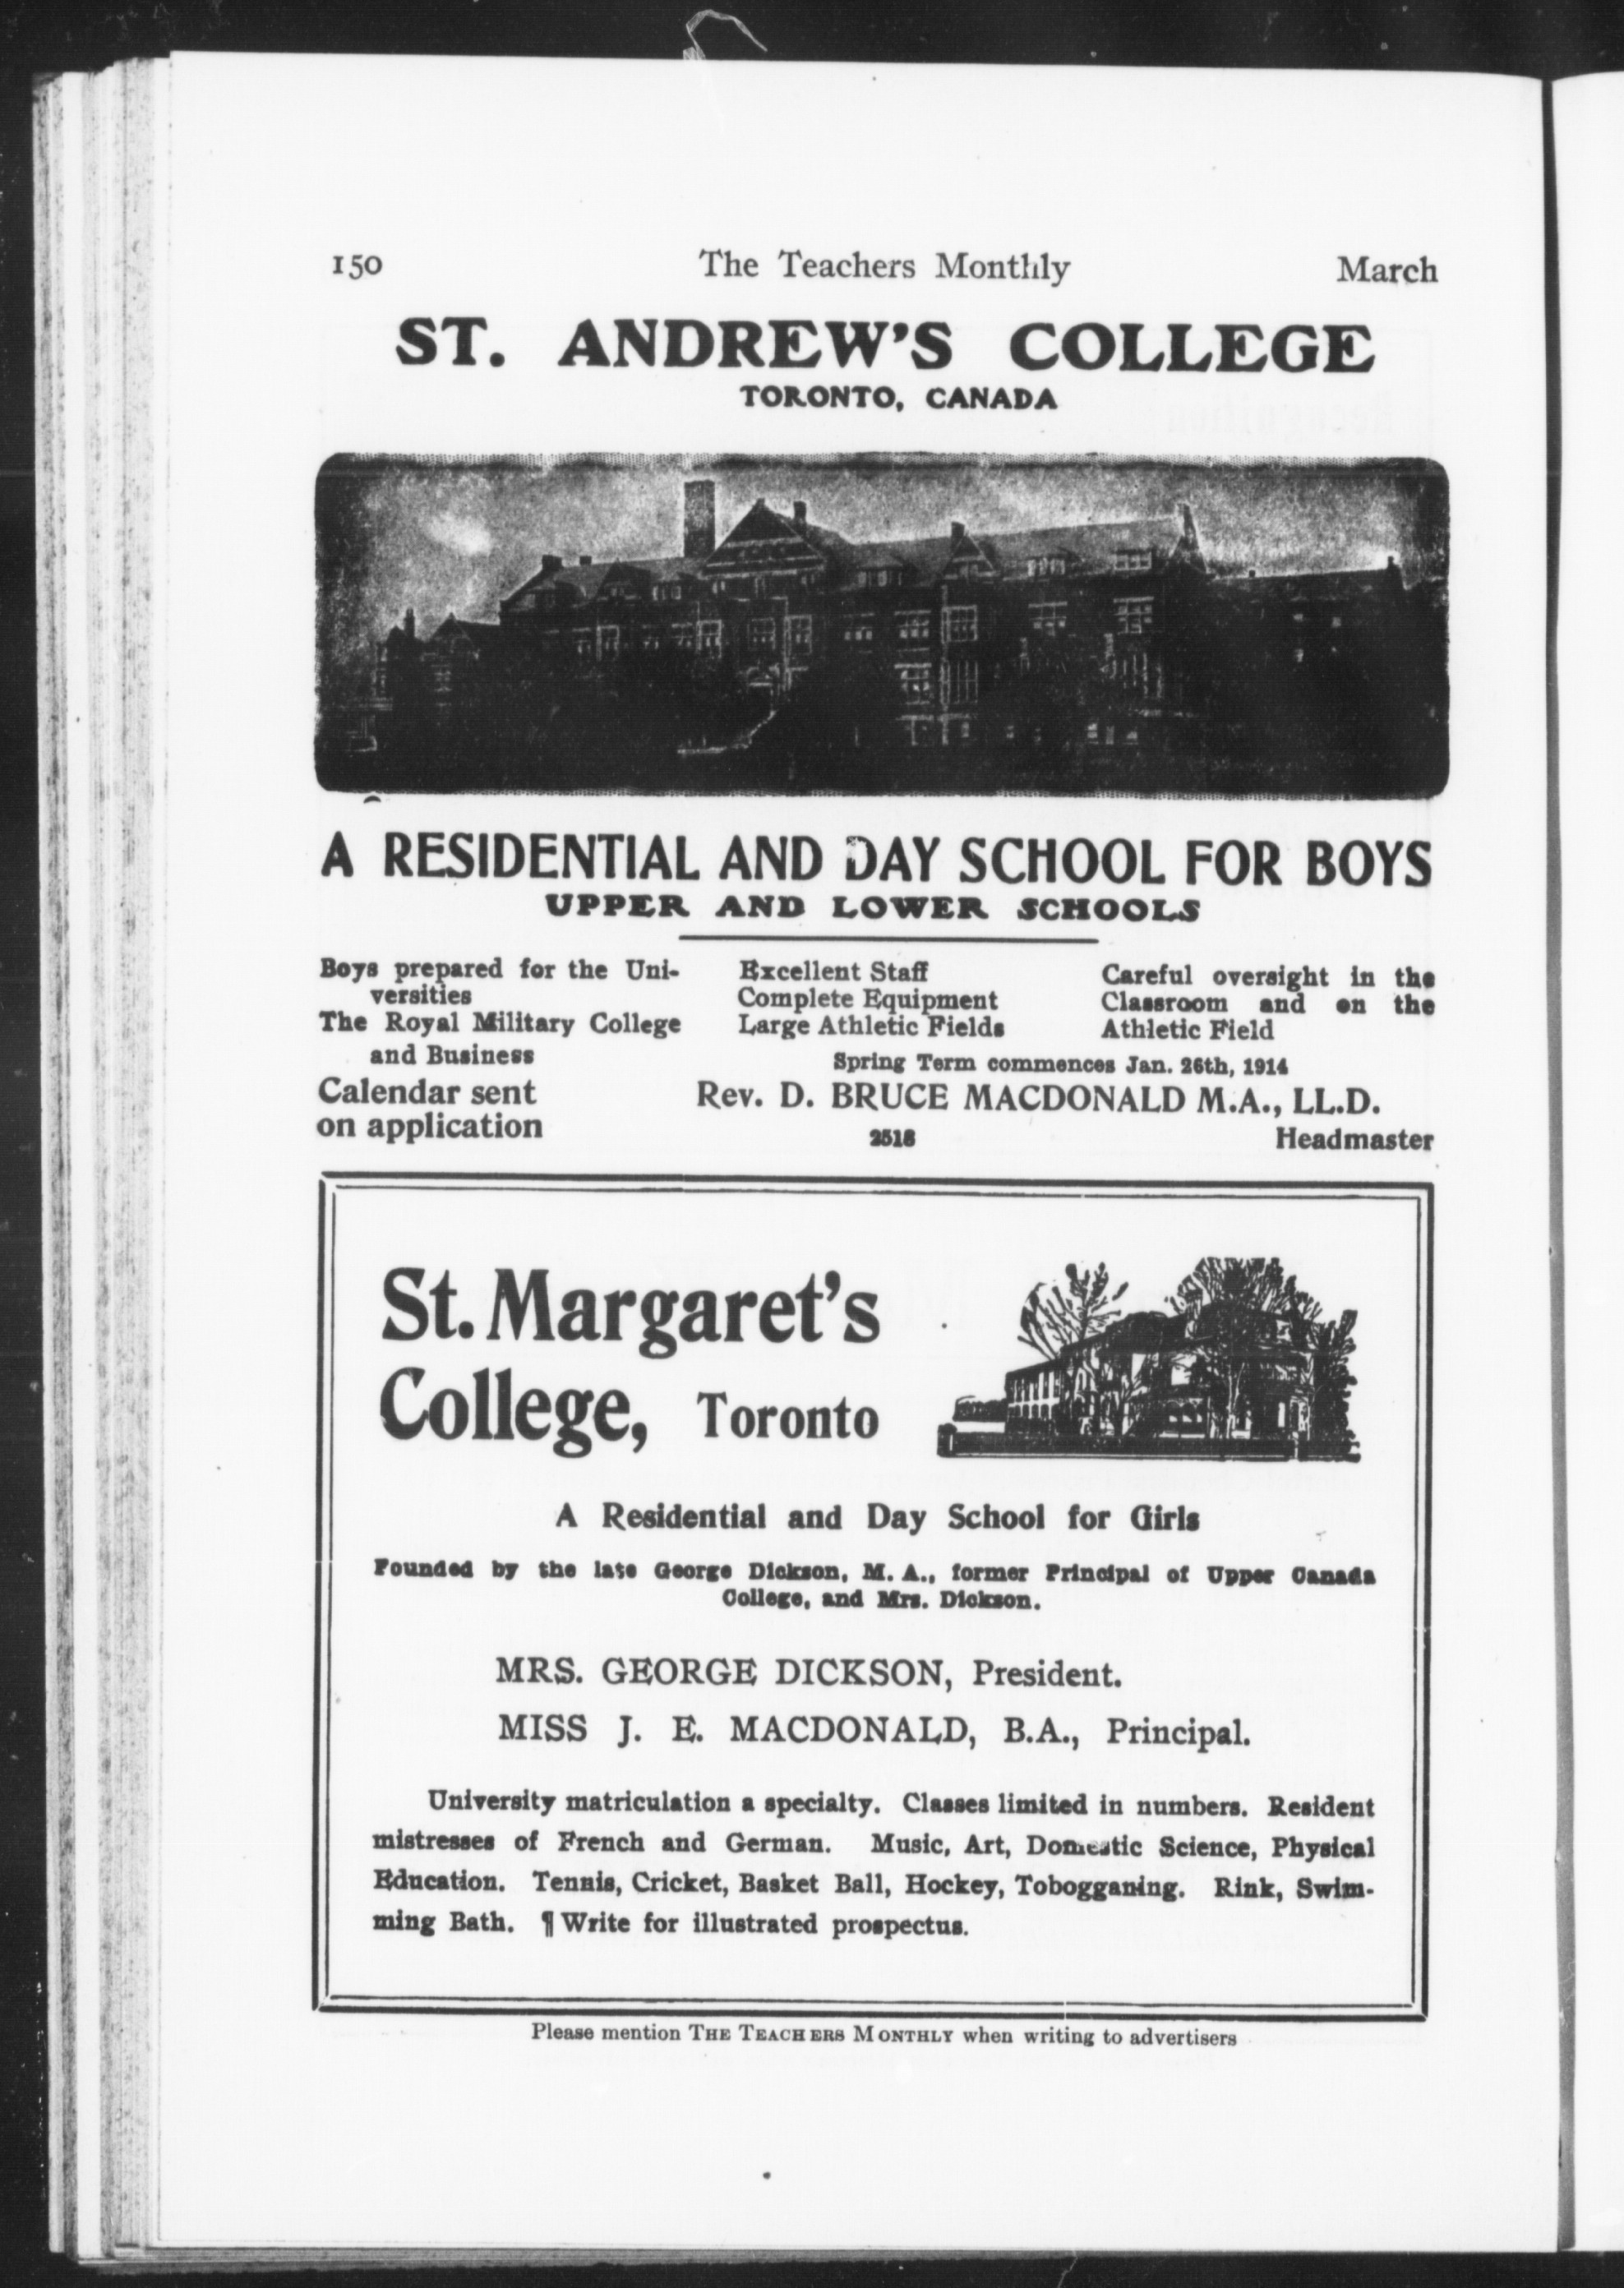 150 The Teachers Monthly March
ST. ANDREW'S COLLEGE
TORONTO, CANADA
A RESIDENTIAL AND DAY SCHOOL FOR BOYS
UPPER AND LOWER SCHOOLS
Boys prepared for the Uni-
versities
The Royal Military College
and Business
Calendar sent
on application
Excellent Staff
Complete Equipment
Large Athletic Fields
Careful oversight in the
Classroom and on the
Athletic Field
Spring Term commences Jan. 26th, 1914
Rev. D. BRUCE MACDONALD M.A., LL.D.
2518 Headmaster
St. Margaret's
College, Toronto
A Residential and Day School for Girls
Founded by the late George Dickson, M. A., former Principal of Upper Canada
College, and Mrs. Dickson.
MRS. GEORGE DICKSON, President.
MISS J. E. MACDONALD, B.A., Principal.
University matriculation a specialty. Classes limited in numbers. Resident
mistresses of French and German. Music, Art, Domestic Science, Physical
Education. Tennis, Cricket, Basket Ball, Hockey, Tobogganing. Rink, Swim-
ming Bath. ¶ Write for illustrated prospectus.
Please mention THE TEACHERS MONTHLY when writing to advertisers